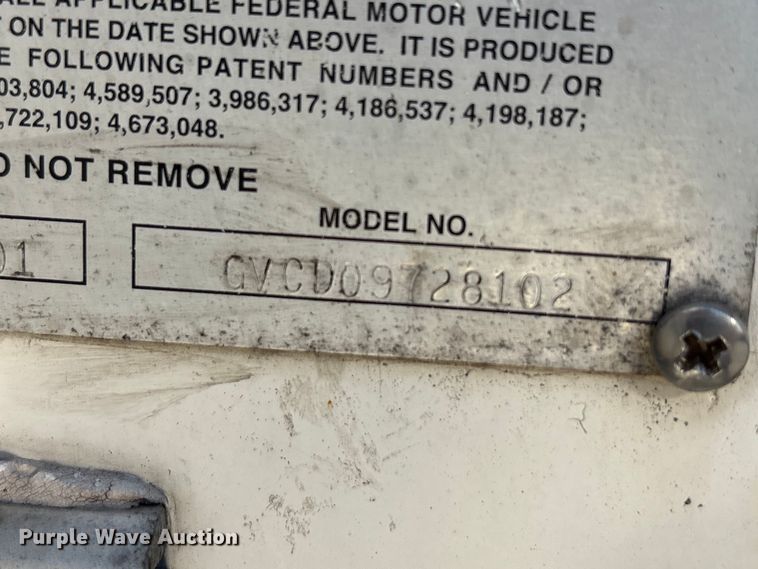 ALL APPLICABLE FEDERAL MOTOR VEHICLE
ON THE DATE SHOWN ABOVE. IT IS PRODUCED
E FOLLOWING PATENT NUMBERS AND / OR
03,804; 4,589,507; 3,986,317; 4,186,537; 4,198,187;
,722,109; 4,673,048.
O NOT REMOVE
MODEL NO.
01
GVCD09728102
Purple Wave Auction